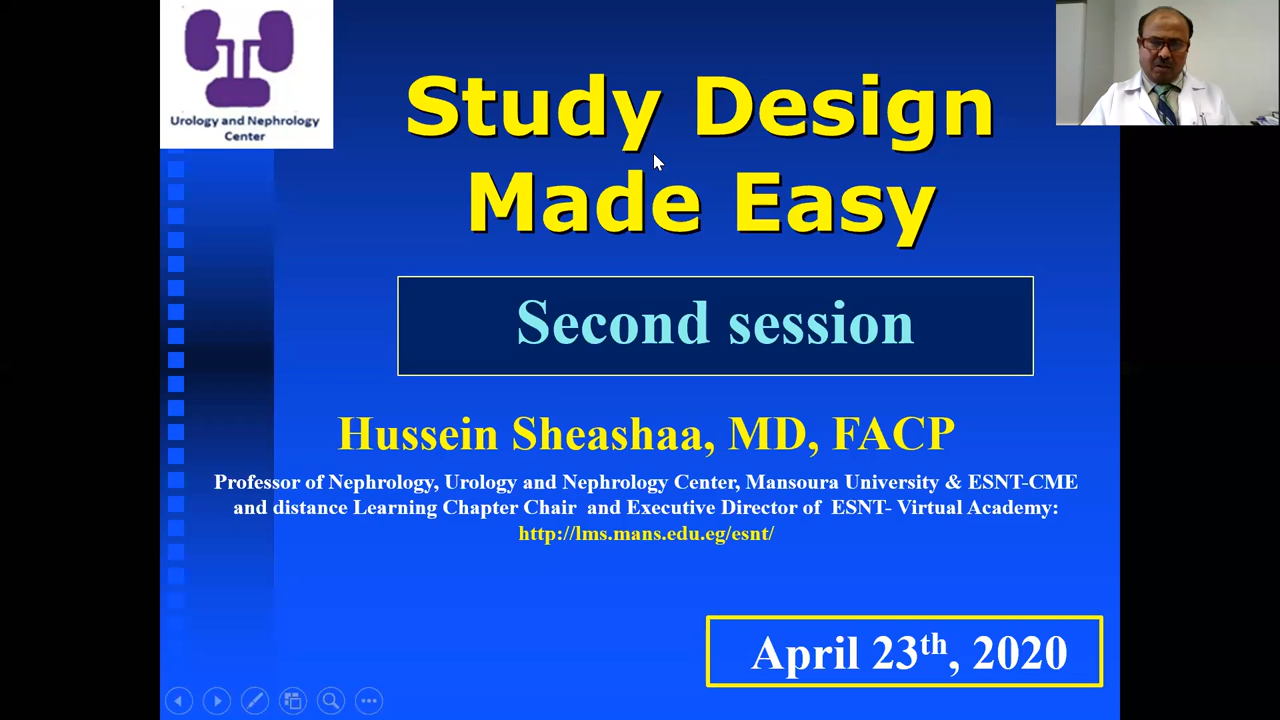 Urology and Nephrology
Center
Study Design
Made Easy
Second session
Hussein Sheashaa, MD, FACP
Professor of Nephrology, Urology and Nephrology Center, Mansoura University & ESNT-CME
and distance Learning Chapter Chair and Executive Director of ESNT- Virtual Academy:
http://lms.mans.edu.eg/esnt/
April 23th, 2020